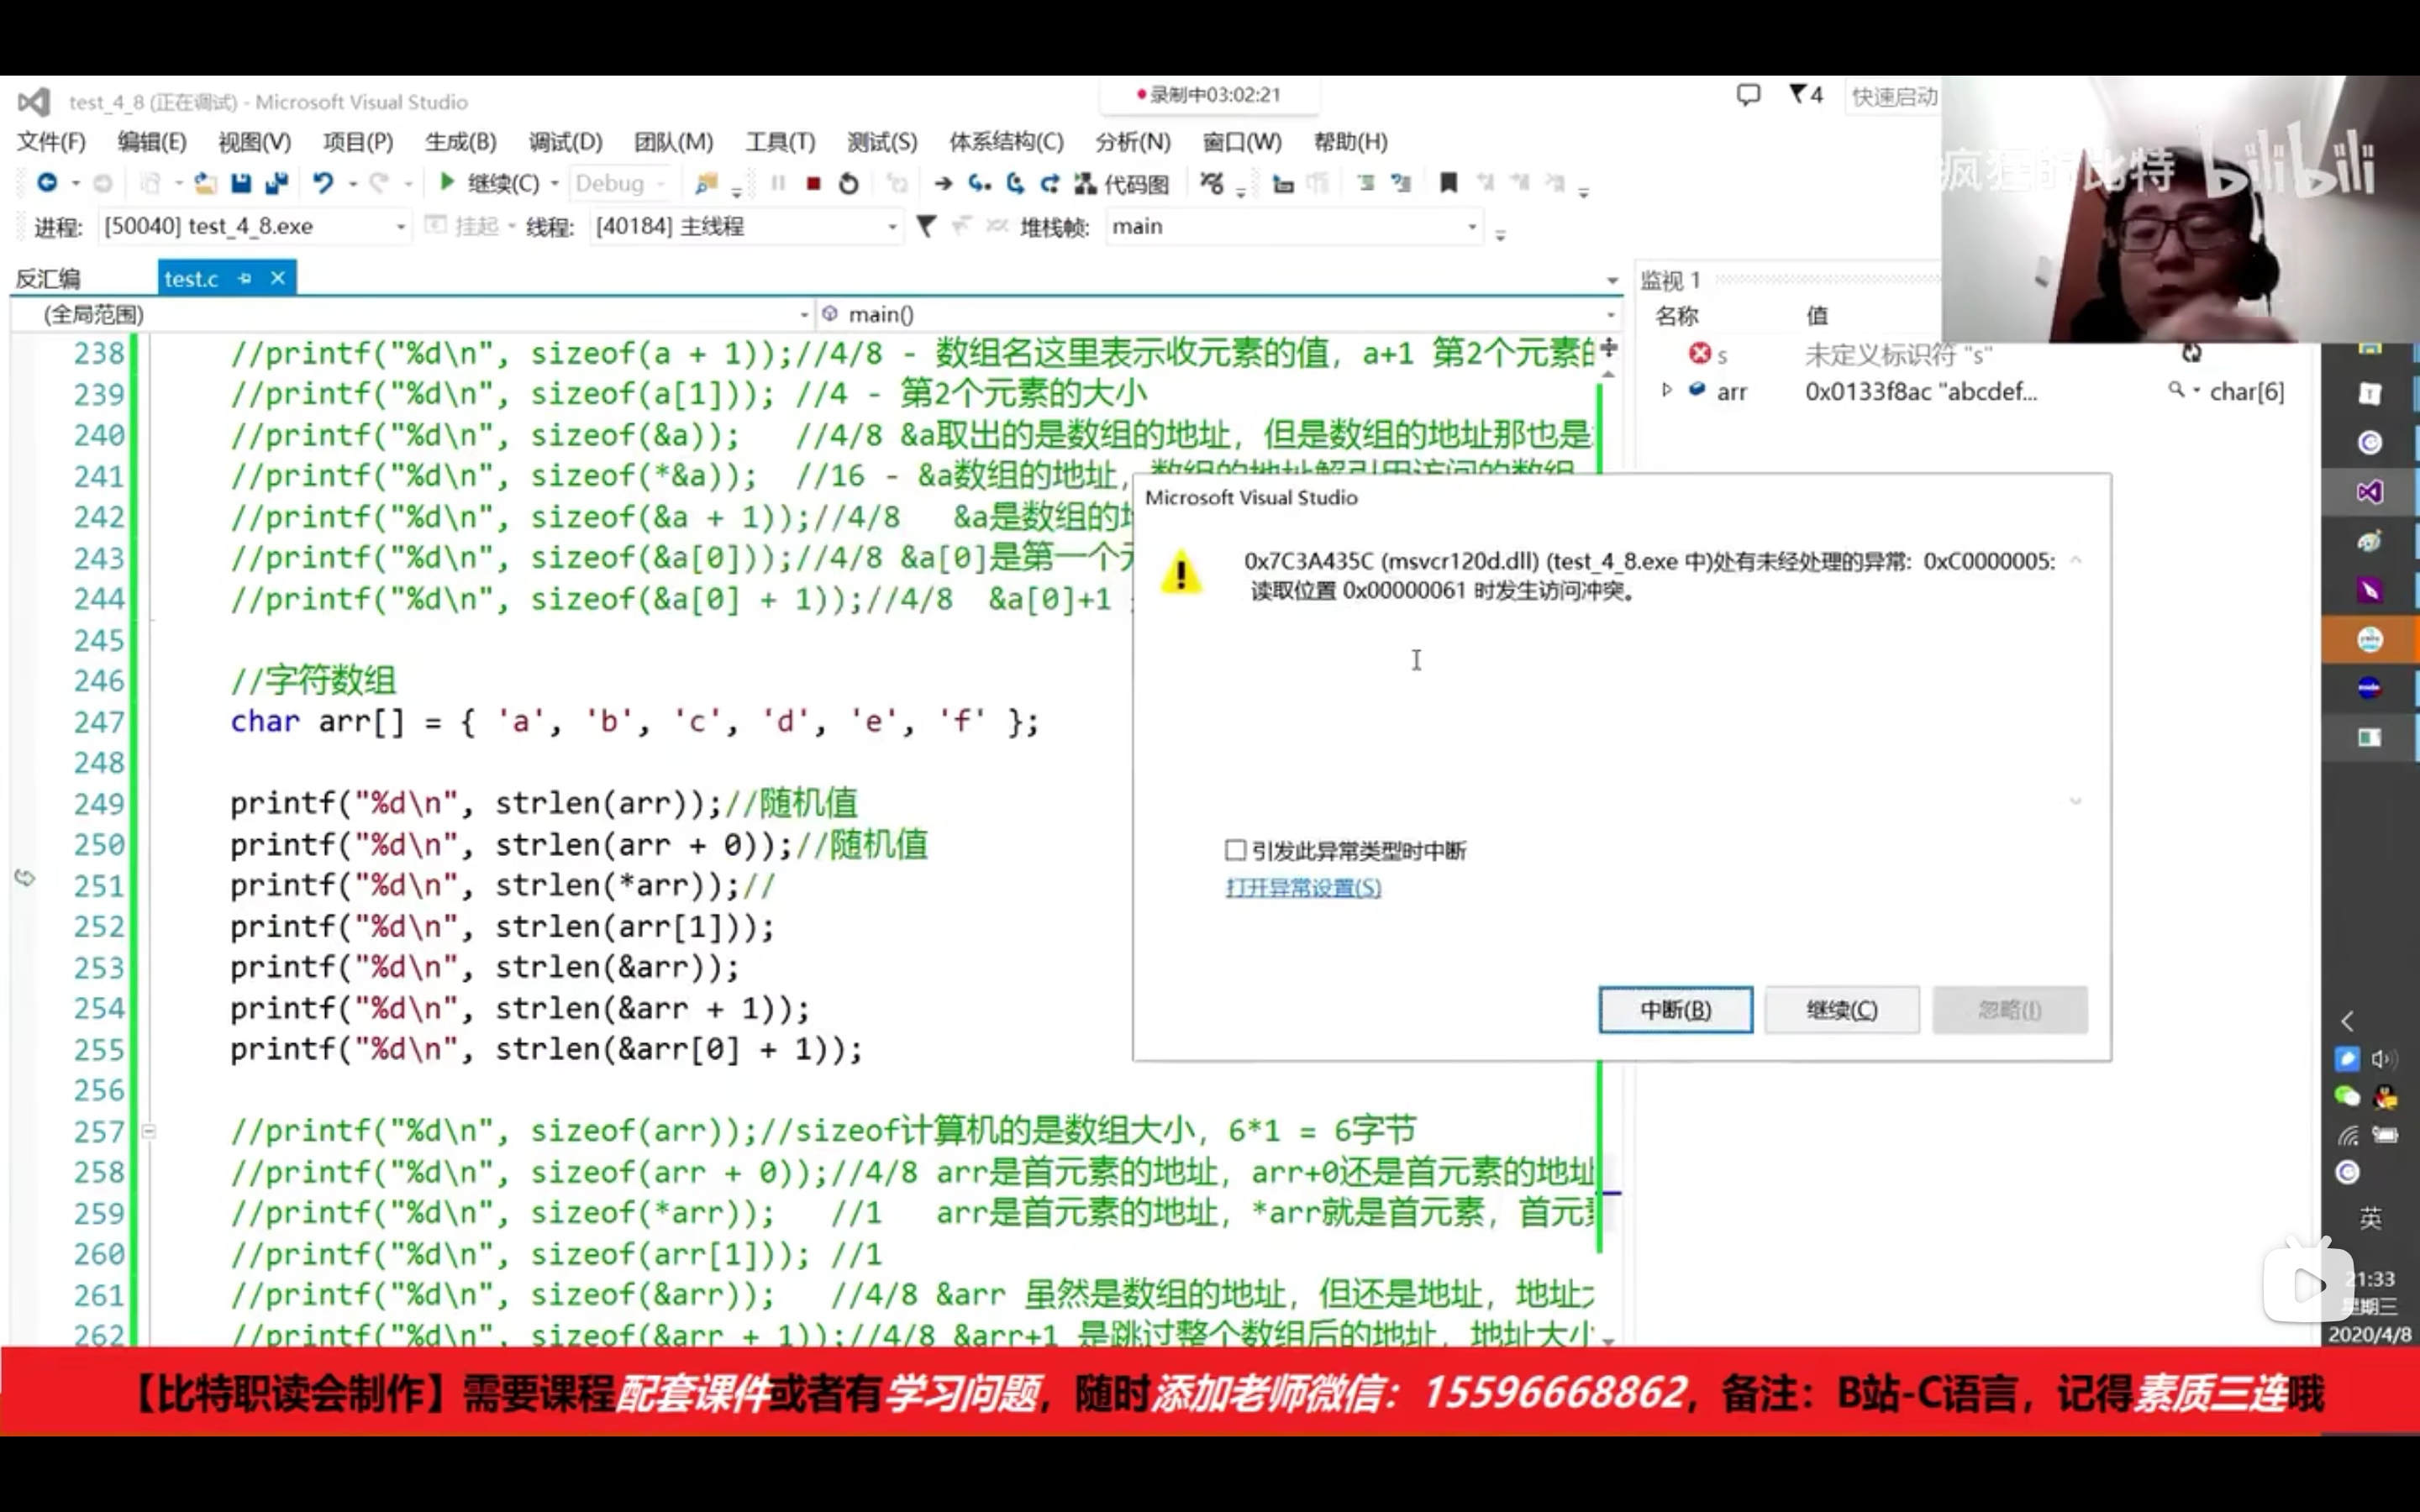 test_4_8 (正在调试) - Microsoft Visual Studio
录制中03:02:21
4
快速启动
文件(F) 编辑(E) 视图(V) 项目(P) 生成(B) 调试(D) 团队(M) 工具(T) 测试(S) 体系结构(C) 分析(N) 窗口(W) 帮助(H)
继续(C) Debug 代码图
进程: [50040] test_4_8.exe 挂起 线程: [40184] 主线程 堆栈帧: main
疯狂的比特 bilibili
反汇编 test.c
(全局范围) main()
238 //printf("%d\n", sizeof(a + 1));//4/8 - 数组名这里表示收元素的值，a+1 第2个元素的
239 //printf("%d\n", sizeof(a[1])); //4 - 第2个元素的大小
240 //printf("%d\n", sizeof(&a)); //4/8 &a取出的是数组的地址，但是数组的地址那也是
241 //printf("%d\n", sizeof(*&a)); //16 - &a数组的地址，数组的地址解引用访问的数组
242 //printf("%d\n", sizeof(&a + 1));//4/8 &a是数组的
243 //printf("%d\n", sizeof(&a[0]));//4/8 &a[0]是第一个
244 //printf("%d\n", sizeof(&a[0] + 1));//4/8 &a[0]+1
245
246 //字符数组
247 char arr[] = { 'a', 'b', 'c', 'd', 'e', 'f' };
248
249 printf("%d\n", strlen(arr));//随机值
250 printf("%d\n", strlen(arr + 0));//随机值
251 printf("%d\n", strlen(*arr));//
252 printf("%d\n", strlen(arr[1]));
253 printf("%d\n", strlen(&arr));
254 printf("%d\n", strlen(&arr + 1));
255 printf("%d\n", strlen(&arr[0] + 1));
256
257 //printf("%d\n", sizeof(arr));//sizeof计算机的是数组大小，6*1 = 6字节
258 //printf("%d\n", sizeof(arr + 0));//4/8 arr是首元素的地址，arr+0还是首元素的地址
259 //printf("%d\n", sizeof(*arr)); //1 arr是首元素的地址，*arr就是首元素，首元
260 //printf("%d\n", sizeof(arr[1])); //1
261 //printf("%d\n", sizeof(&arr)); //4/8 &arr 虽然是数组的地址，但还是地址，地址
262 //printf("%d\n", sizeof(&arr + 1));//4/8 &arr+1 是跳过整个数组后的地址，地址大小
监视 1
名称 值
s 未定义标识符 "s"
arr 0x0133f8ac "abcdef... char[6]
Microsoft Visual Studio
0x7C3A435C (msvcr120d.dll) (test_4_8.exe 中)处有未经处理的异常: 0xC0000005:
读取位置 0x00000061 时发生访问冲突。
引发此异常类型时中断
打开异常设置(S)
中断(B) 继续(C) 忽略(I)
英
21:33
星期三
2020/4/8
【比特职读会制作】需要课程配套课件或者有学习问题，随时添加老师微信：15596668862，备注：B站-C语言，记得素质三连哦